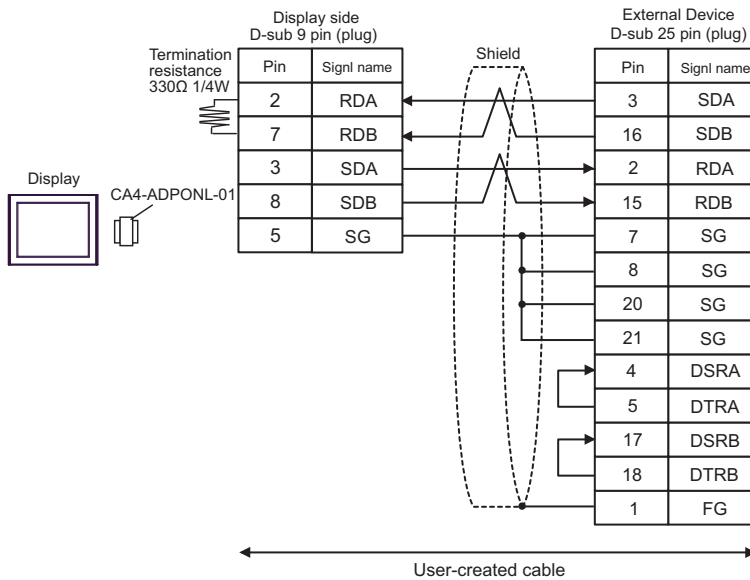 Display side
D-sub 9 pin (plug)
External Device
D-sub 25 pin (plug)
Termination
resistance
330Ω 1/4W
Shield
Pin Signl name
2 RDA
7 RDB
3 SDA
8 SDB
5 SG
Display
CA4-ADPONL-01
Pin Signl name
3 SDA
16 SDB
2 RDA
15 RDB
7 SG
8 SG
20 SG
21 SG
4 DSRA
5 DTRA
17 DSRB
18 DTRB
1 FG
User-created cable